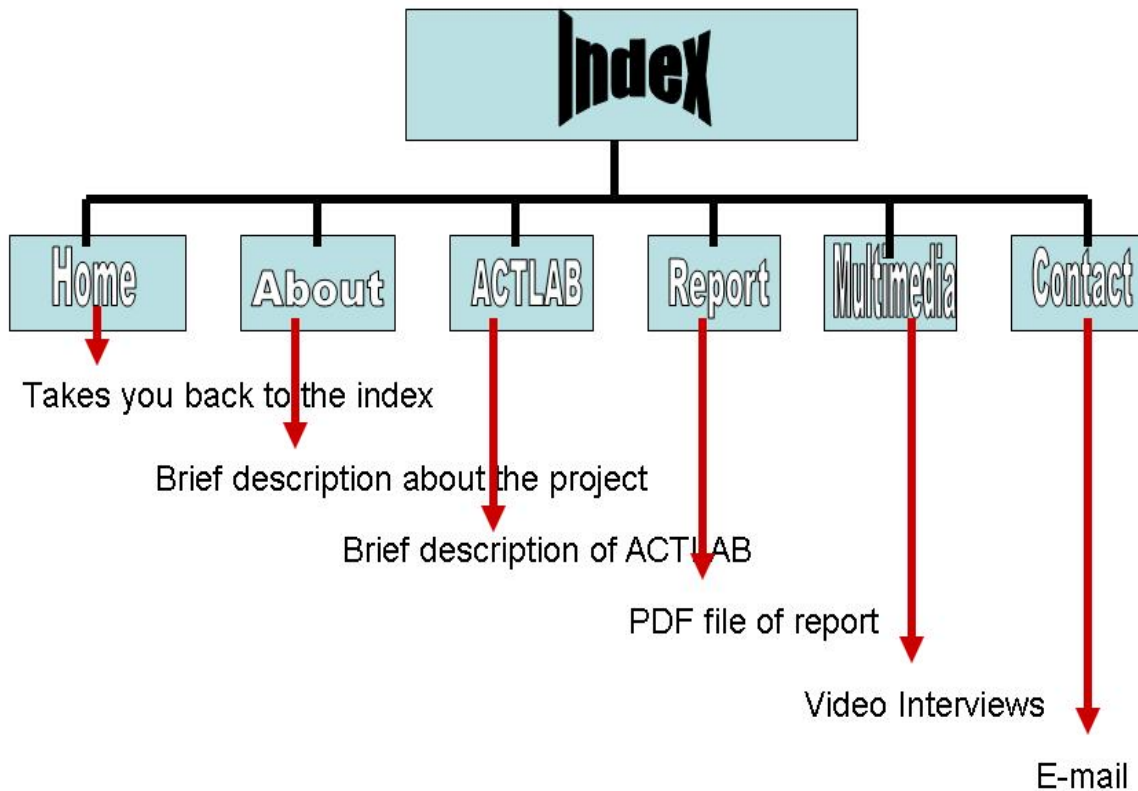 Index
Home
About
ACTLAB
Report
Multimedia
Contact
Takes you back to the index
Brief description about the project
Brief description of ACTLAB
PDF file of report
Video Interviews
E-mail